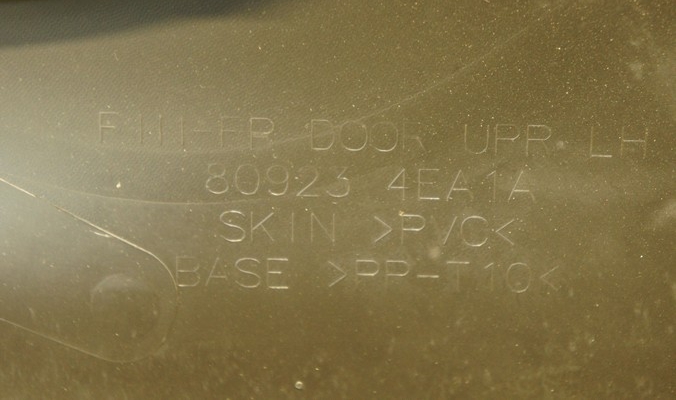 FIN-FR DOOR UPR LH
80923 4EA1A
SKIN >PVC<
BASE >PP-T10<